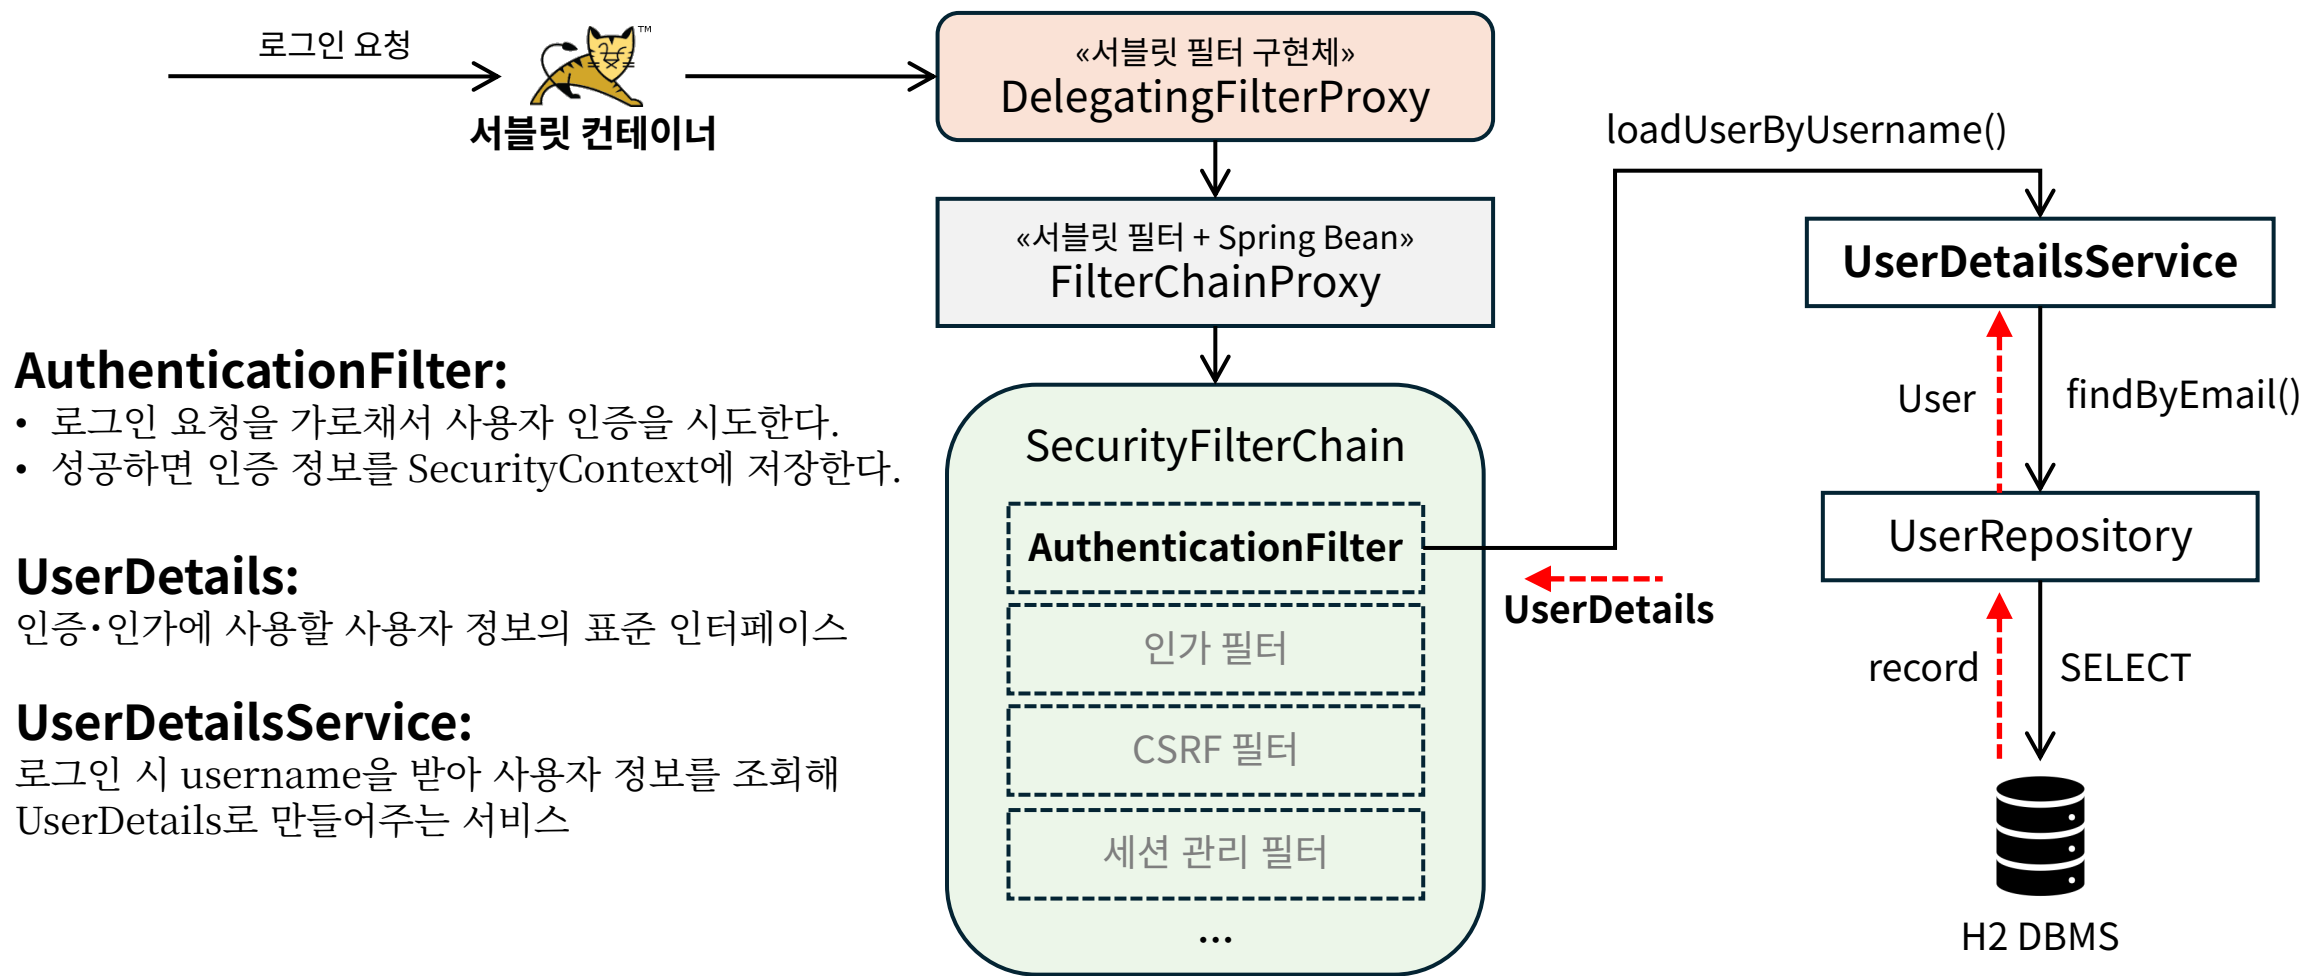 로그인 요청
TM
서블릿 컨테이너
«서블릿 필터 구현체»
DelegatingFilterProxy
«서블릿 필터 + Spring Bean»
FilterChainProxy
SecurityFilterChain
AuthenticationFilter
인가 필터
CSRF 필터
세션 관리 필터
...
loadUserByUsername()
UserDetailsService
User
findByEmail()
UserRepository
UserDetails
record
SELECT
H2 DBMS
AuthenticationFilter:
• 로그인 요청을 가로채서 사용자 인증을 시도한다.
• 성공하면 인증 정보를 SecurityContext에 저장한다.
UserDetails:
인증·인가에 사용할 사용자 정보의 표준 인터페이스
UserDetailsService:
로그인 시 username을 받아 사용자 정보를 조회해
UserDetails로 만들어주는 서비스